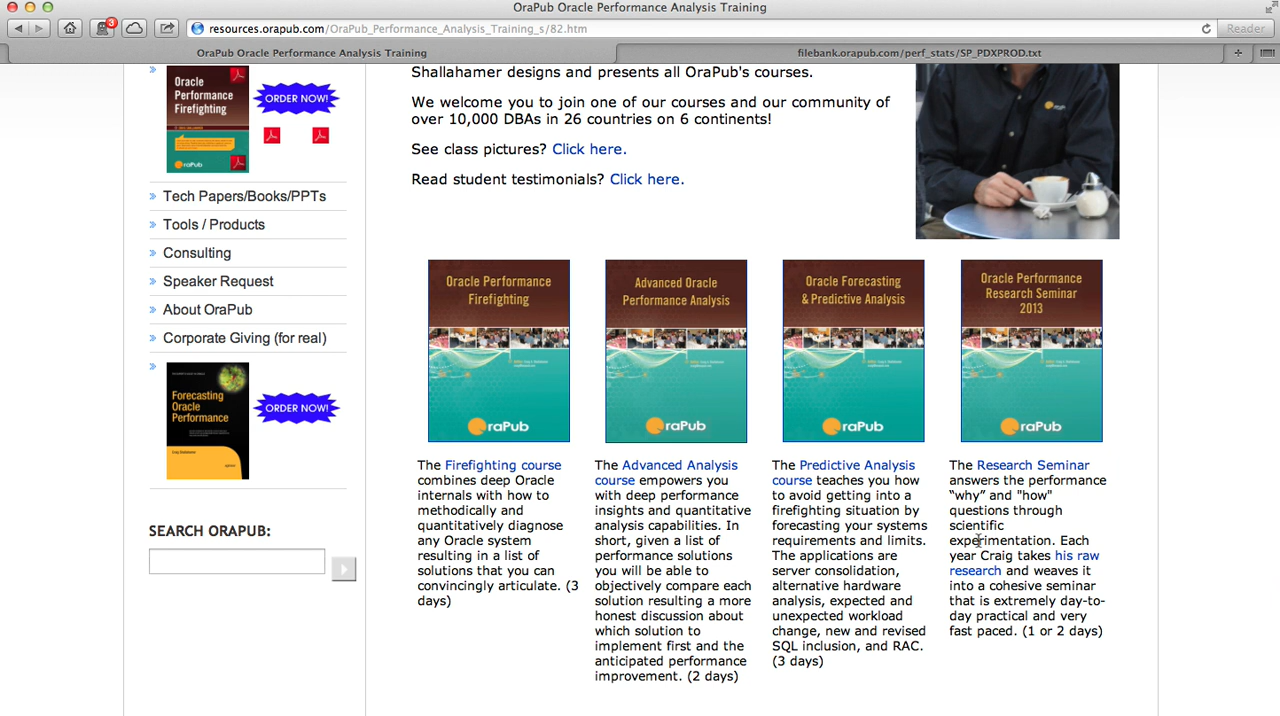 OraPub Oracle Performance Analysis Training
3
resources.orapub.com/OraPub_Performance_Analysis_Training_s/82.htm
Reader
OraPub Oracle Performance Analysis Training
filebank.orapub.com/perf_stats/SP_PDXPROD.txt
+
Oracle
Performance
Firefighting
ORDER NOW!
raPub
Tech Papers/Books/PPTs
Tools / Products
Consulting
Speaker Request
About OraPub
Corporate Giving (for real)
Forecasting
Oracle
Performance
ORDER NOW!
SEARCH ORAPUB:
Shallahamer designs and presents all OraPub's courses.
We welcome you to join one of our courses and our community of
over 10,000 DBAs in 26 countries on 6 continents!
See class pictures? Click here.
Read student testimonials? Click here.
Oracle Performance
Firefighting
raPub
Advanced Oracle
Performance Analysis
raPub
Oracle Forecasting
& Predictive Analysis
raPub
Oracle Performance
Research Seminar
2013
raPub
The Firefighting course
combines deep Oracle
internals with how to
methodically and
quantitatively diagnose
any Oracle system
resulting in a list of
solutions that you can
convincingly articulate. (3
days)
The Advanced Analysis
course empowers you
with deep performance
insights and quantitative
analysis capabilities. In
short, given a list of
performance solutions
you will be able to
objectively compare each
solution resulting a more
honest discussion about
which solution to
implement first and the
anticipated performance
improvement. (2 days)
The Predictive Analysis
course teaches you how
to avoid getting into a
firefighting situation by
forecasting your systems
requirements and limits.
The applications are
server consolidation,
alternative hardware
analysis, expected and
unexpected workload
change, new and revised
SQL inclusion, and RAC.
(3 days)
The Research Seminar
answers the performance
“why” and "how"
questions through
scientific
experimentation. Each
year Craig takes his raw
research and weaves it
into a cohesive seminar
that is extremely day-to-
day practical and very
fast paced. (1 or 2 days)